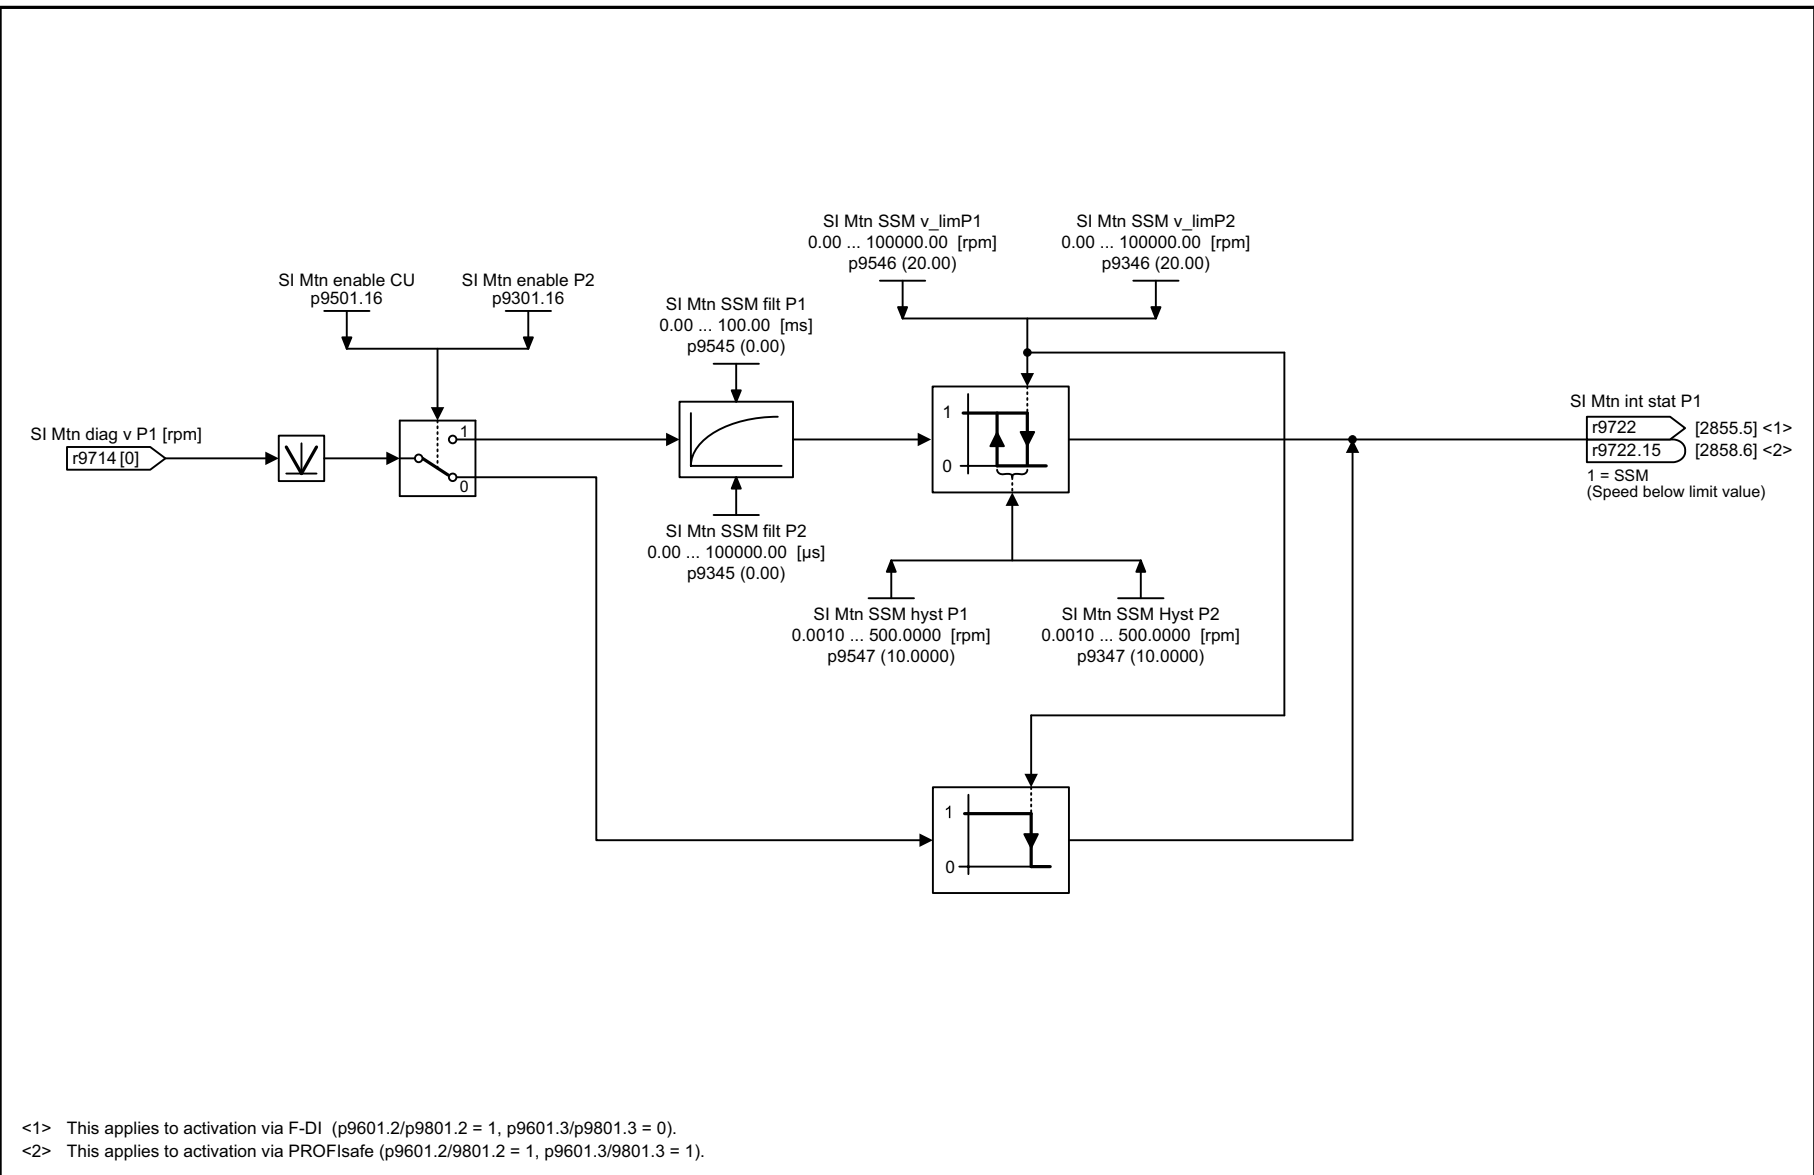 SI Mtn SSM v_limP1
0.00 ... 100000.00 [rpm]
p9546 (20.00)
SI Mtn SSM v_limP2
0.00 ... 100000.00 [rpm]
p9346 (20.00)
SI Mtn enable CU
p9501.16
SI Mtn enable P2
p9301.16
SI Mtn SSM filt P1
0.00 ... 100.00 [ms]
p9545 (0.00)
SI Mtn diag v P1 [rpm]
r9714 [0]
1
0
1
0
SI Mtn int stat P1
r9722
[2855.5] <1>
r9722.15
[2858.6] <2>
1 = SSM
(Speed below limit value)
SI Mtn SSM filt P2
0.00 ... 100000.00 [µs]
p9345 (0.00)
SI Mtn SSM hyst P1
0.0010 ... 500.0000 [rpm]
p9547 (10.0000)
SI Mtn SSM Hyst P2
0.0010 ... 500.0000 [rpm]
p9347 (10.0000)
1
0
<1> This applies to activation via F-DI (p9601.2/p9801.2 = 1, p9601.3/p9801.3 = 0).
<2> This applies to activation via PROFIsafe (p9601.2/9801.2 = 1, p9601.3/9801.3 = 1).